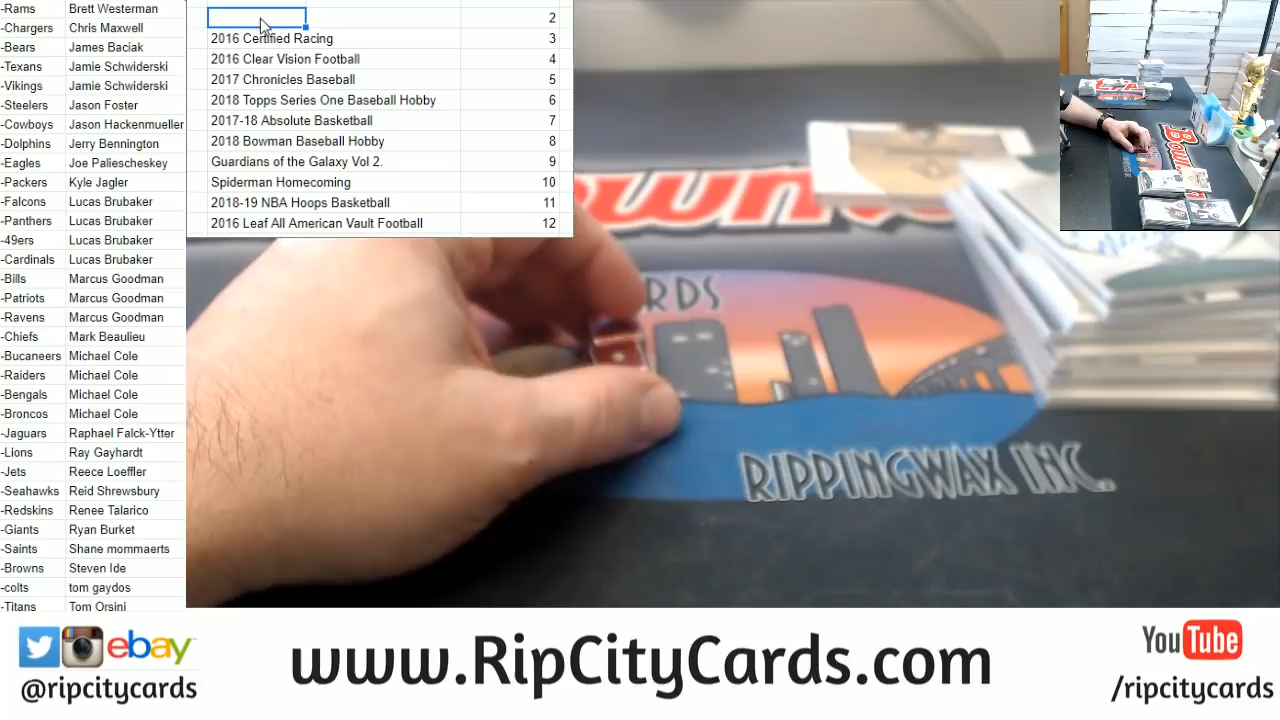 -Rams Brett Westerman
-Chargers Chris Maxwell
-Bears James Baciak
-Texans Jamie Schwiderski
-Vikings Jamie Schwiderski
-Steelers Jason Foster
-Cowboys Jason Hackenmueller
-Dolphins Jerry Bennington
-Eagles Joe Paliescheskey
-Packers Kyle Jagler
-Falcons Lucas Brubaker
-Panthers Lucas Brubaker
-49ers Lucas Brubaker
-Cardinals Lucas Brubaker
-Bills Marcus Goodman
-Patriots Marcus Goodman
-Ravens Marcus Goodman
-Chiefs Mark Beaulieu
-Bucaneers Michael Cole
-Raiders Michael Cole
-Bengals Michael Cole
-Broncos Michael Cole
-Jaguars Raphael Falck-Ytter
-Lions Ray Gayhardt
-Jets Reece Loeffler
-Seahawks Reid Shrewsbury
-Redskins Renee Talarico
-Giants Ryan Burket
-Saints Shane mommaerts
-Browns Steven Ide
-colts tom gaydos
-Titans Tom Orsini
2
2016 Certified Racing 3
2016 Clear Vision Football 4
2017 Chronicles Baseball 5
2018 Topps Series One Baseball Hobby 6
2017-18 Absolute Basketball 7
2018 Bowman Baseball Hobby 8
Guardians of the Galaxy Vol 2. 9
Spiderman Homecoming 10
2018-19 NBA Hoops Basketball 11
2016 Leaf All American Vault Football 12
RIPPINGWAX INC.
ebay
@ripcitycards
www.RipCityCards.com
YouTube
/ripcitycards